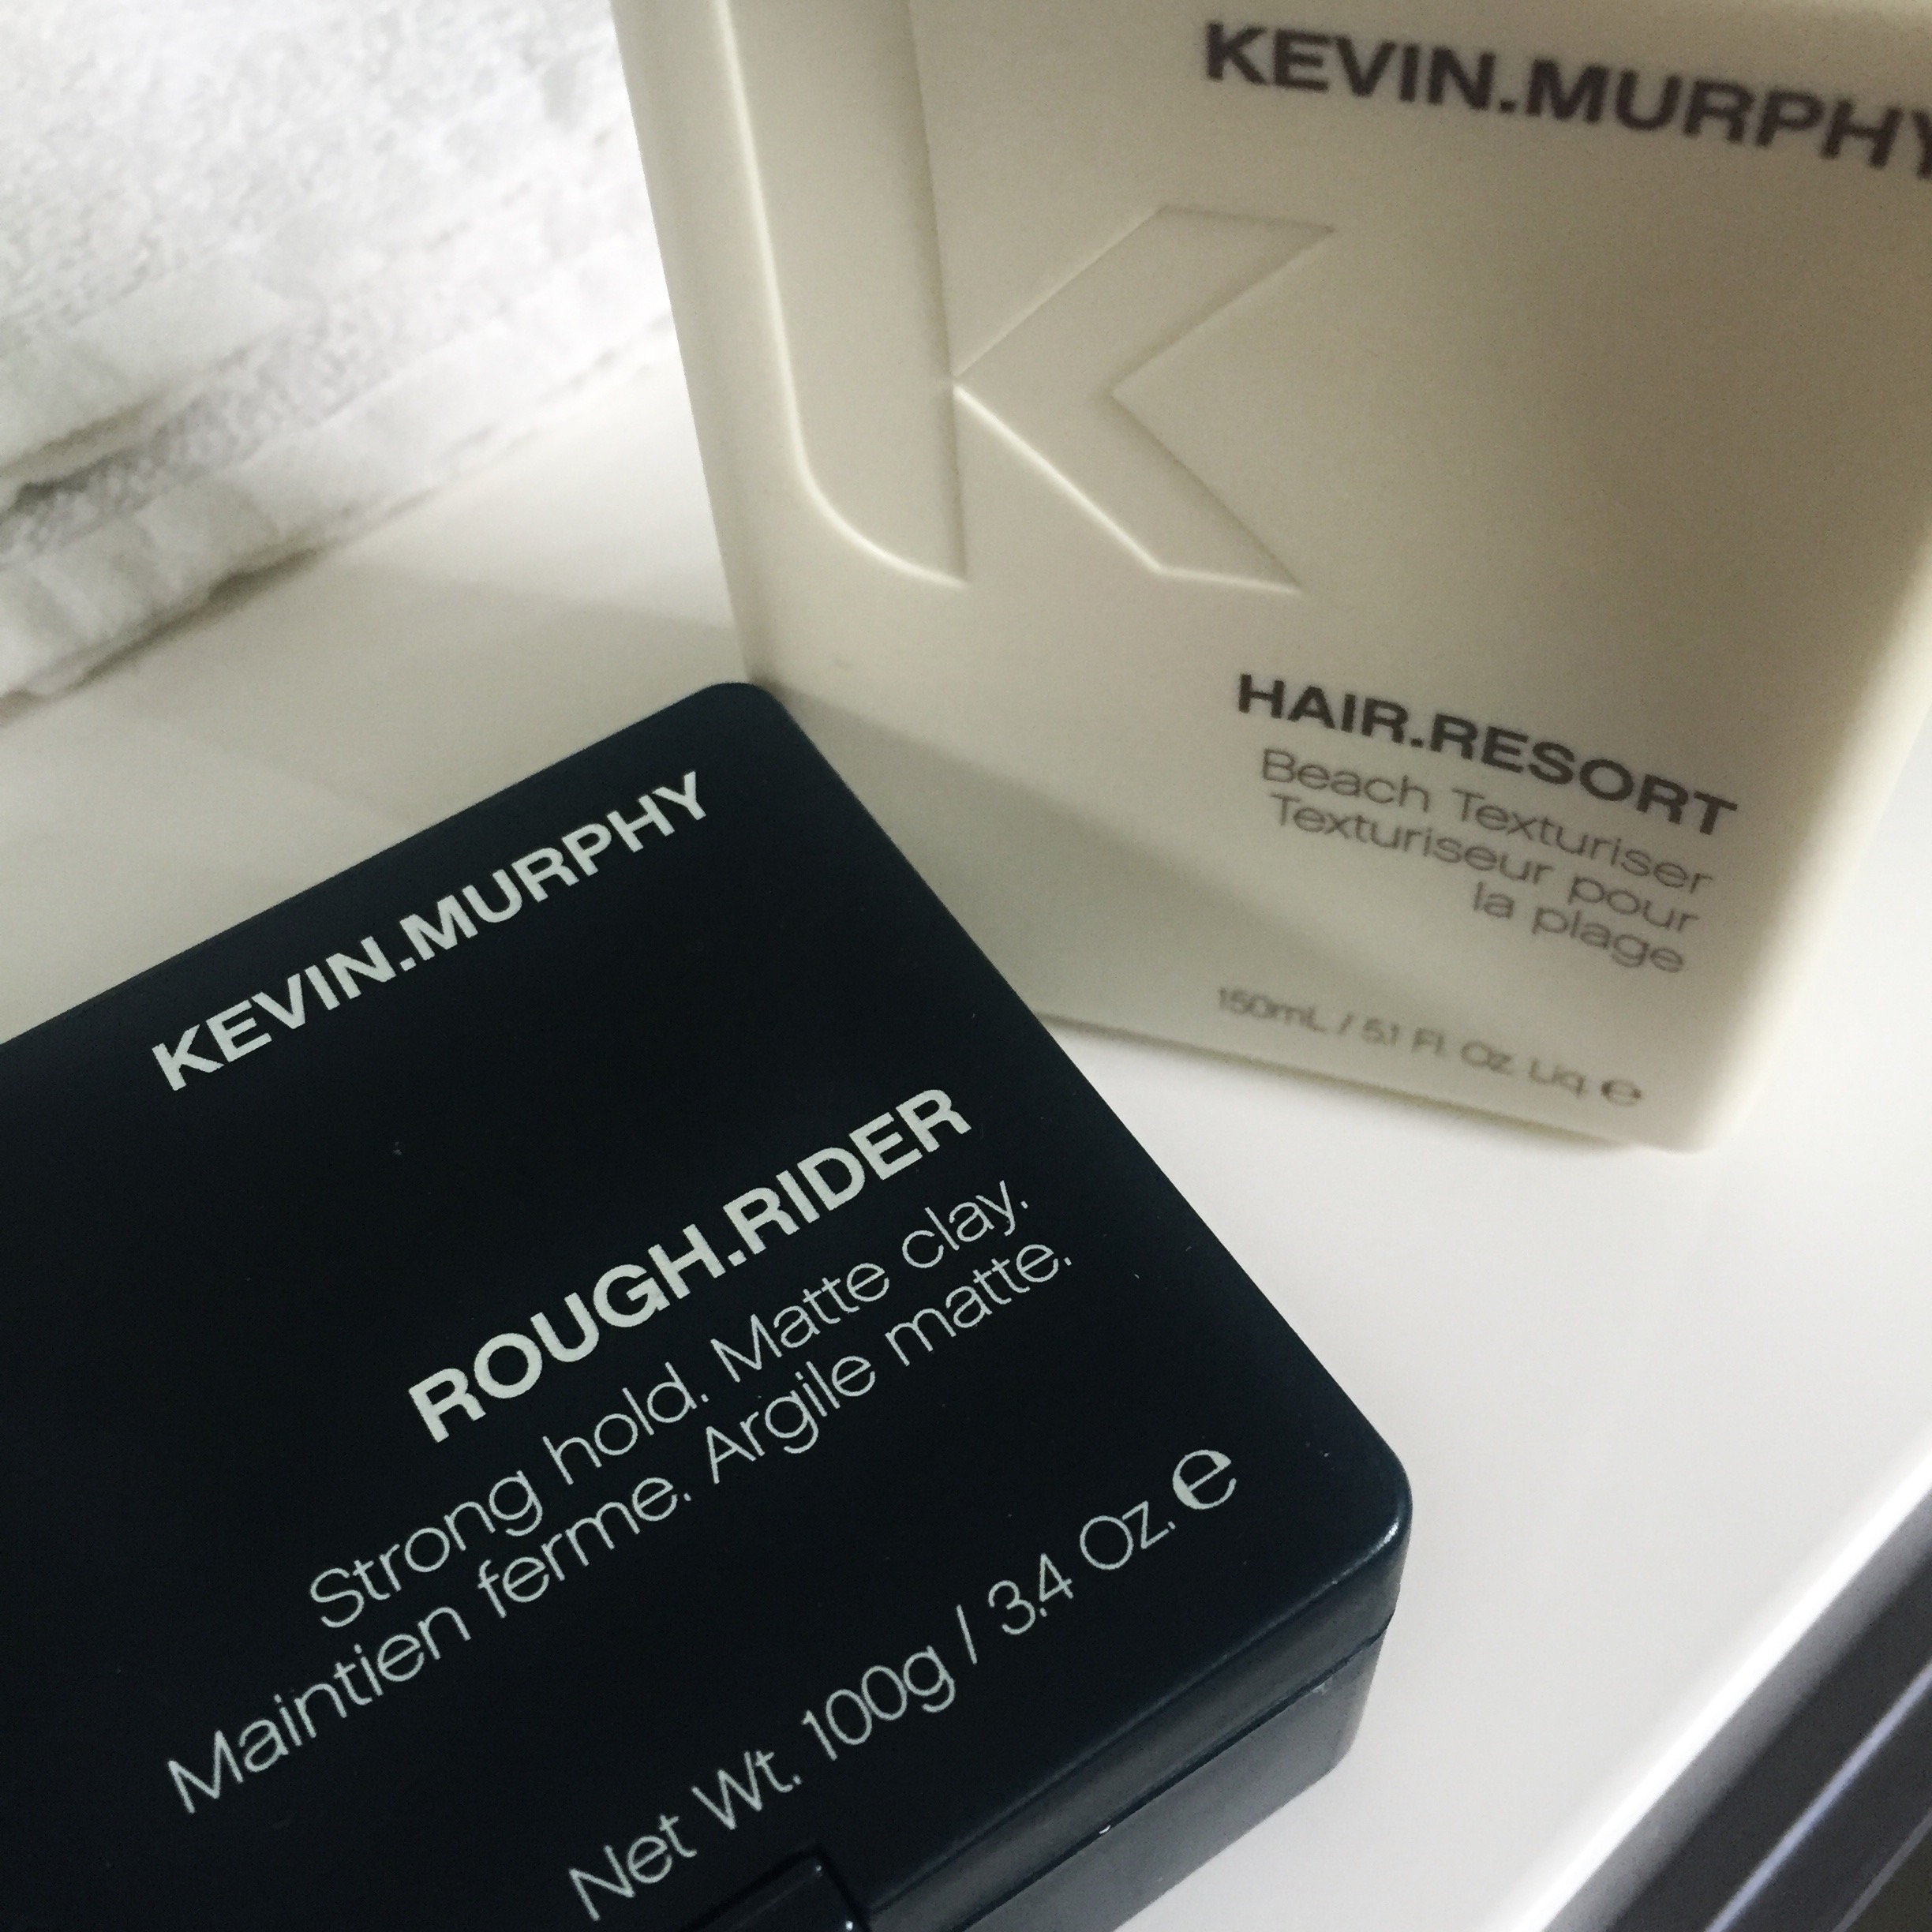 KEVIN.MURPHY
HAIR.RESORT
Beach Texturiser
Texturiseur pour
la plage
150mL / 5.1 Fl. Oz. Liq. ℮
KEVIN.MURPHY
ROUGH.RIDER
Strong hold. Matte clay.
Maintien ferme. Argile matte.
Net Wt. 100g / 3.4 Oz. ℮